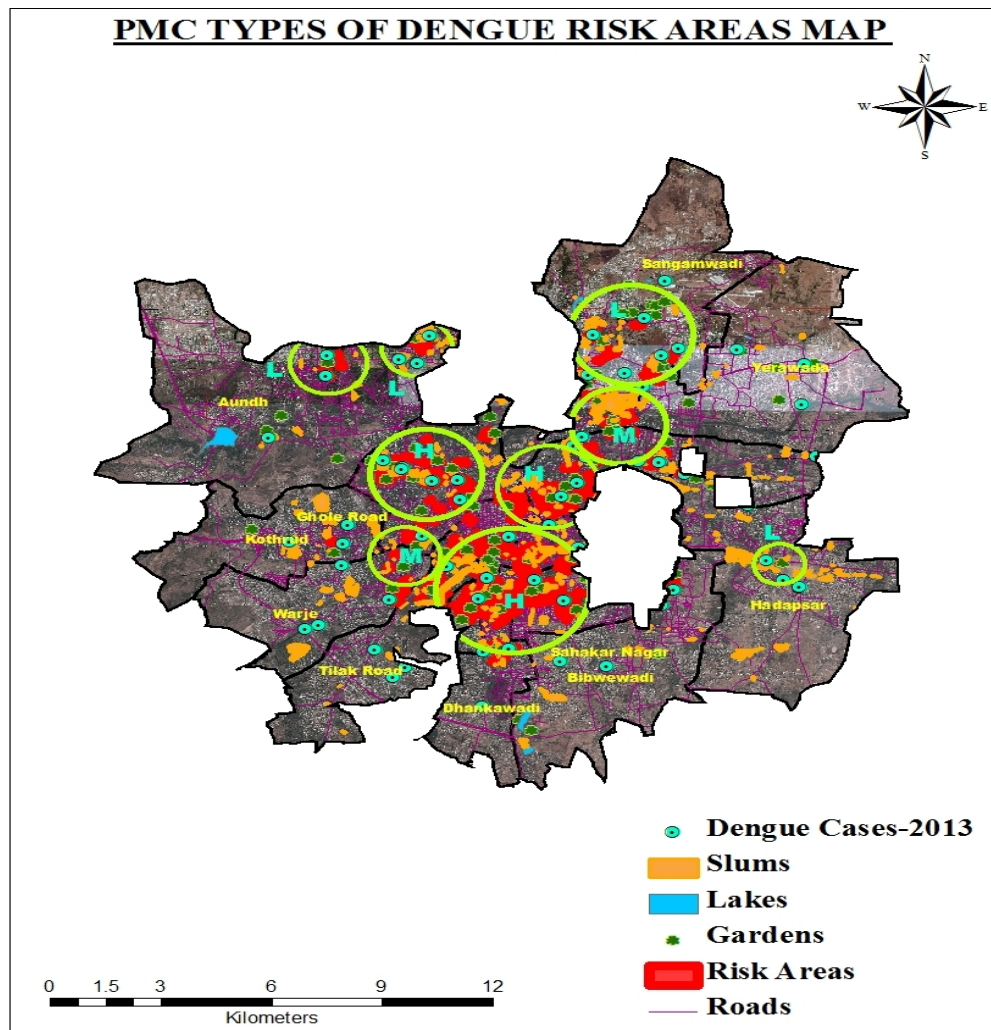 PMC TYPES OF DENGUE RISK AREAS MAP
N
W E
S
Sangamwadi
L
Yerawada
L
L
Aundh
M
H
H
Ghole Road
Kothrud
L
M
Hadapsar
H
Warje
Sahakar Nagar
Tilak Road
Bibwewadi
Dhankawadi
Dengue Cases-2013
Slums
Lakes
Gardens
Risk Areas
Roads
0 1.5 3 6 9 12
Kilometers